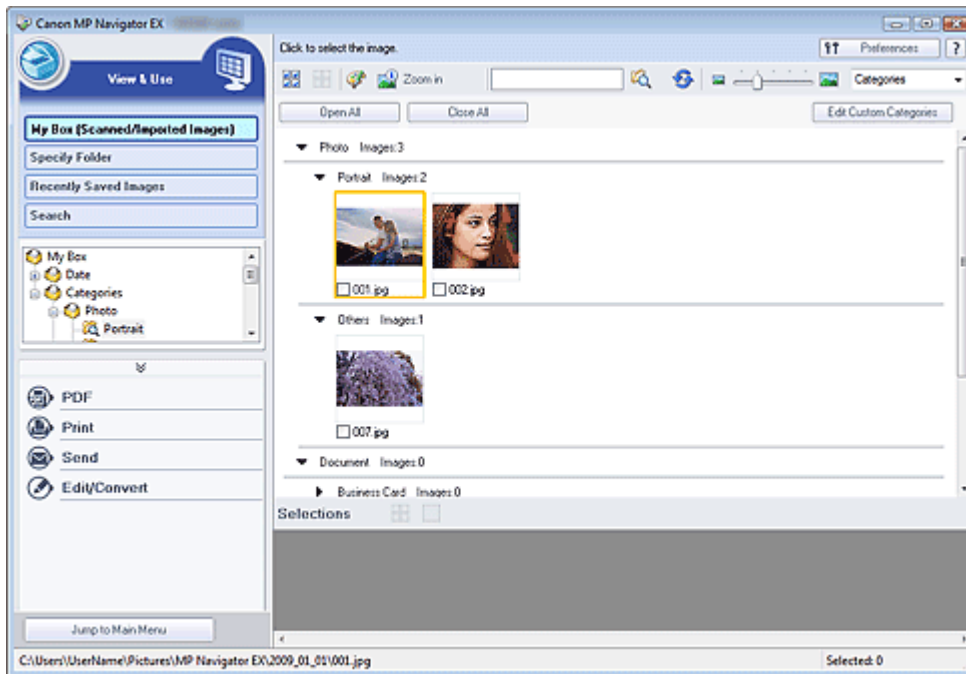 Canon MP Navigator EX
View & Use
Click to select the image.
Preferences
?
Zoom in
Categories
Open All
Close All
Edit Custom Categories
My Box (Scanned/Imported Images)
Specify Folder
Recently Saved Images
Search
My Box
Date
Categories
Photo
Portrait
PDF
Print
Send
Edit/Convert
Jump to Main Menu
Photo Images:3
Portrait Images:2
001.jpg
002.jpg
Others Images:1
007.jpg
Document Images:0
Business Card Images:0
Selections
C:\Users\UserName\Pictures\MP Navigator EX\2009_01_01\001.jpg
Selected: 0